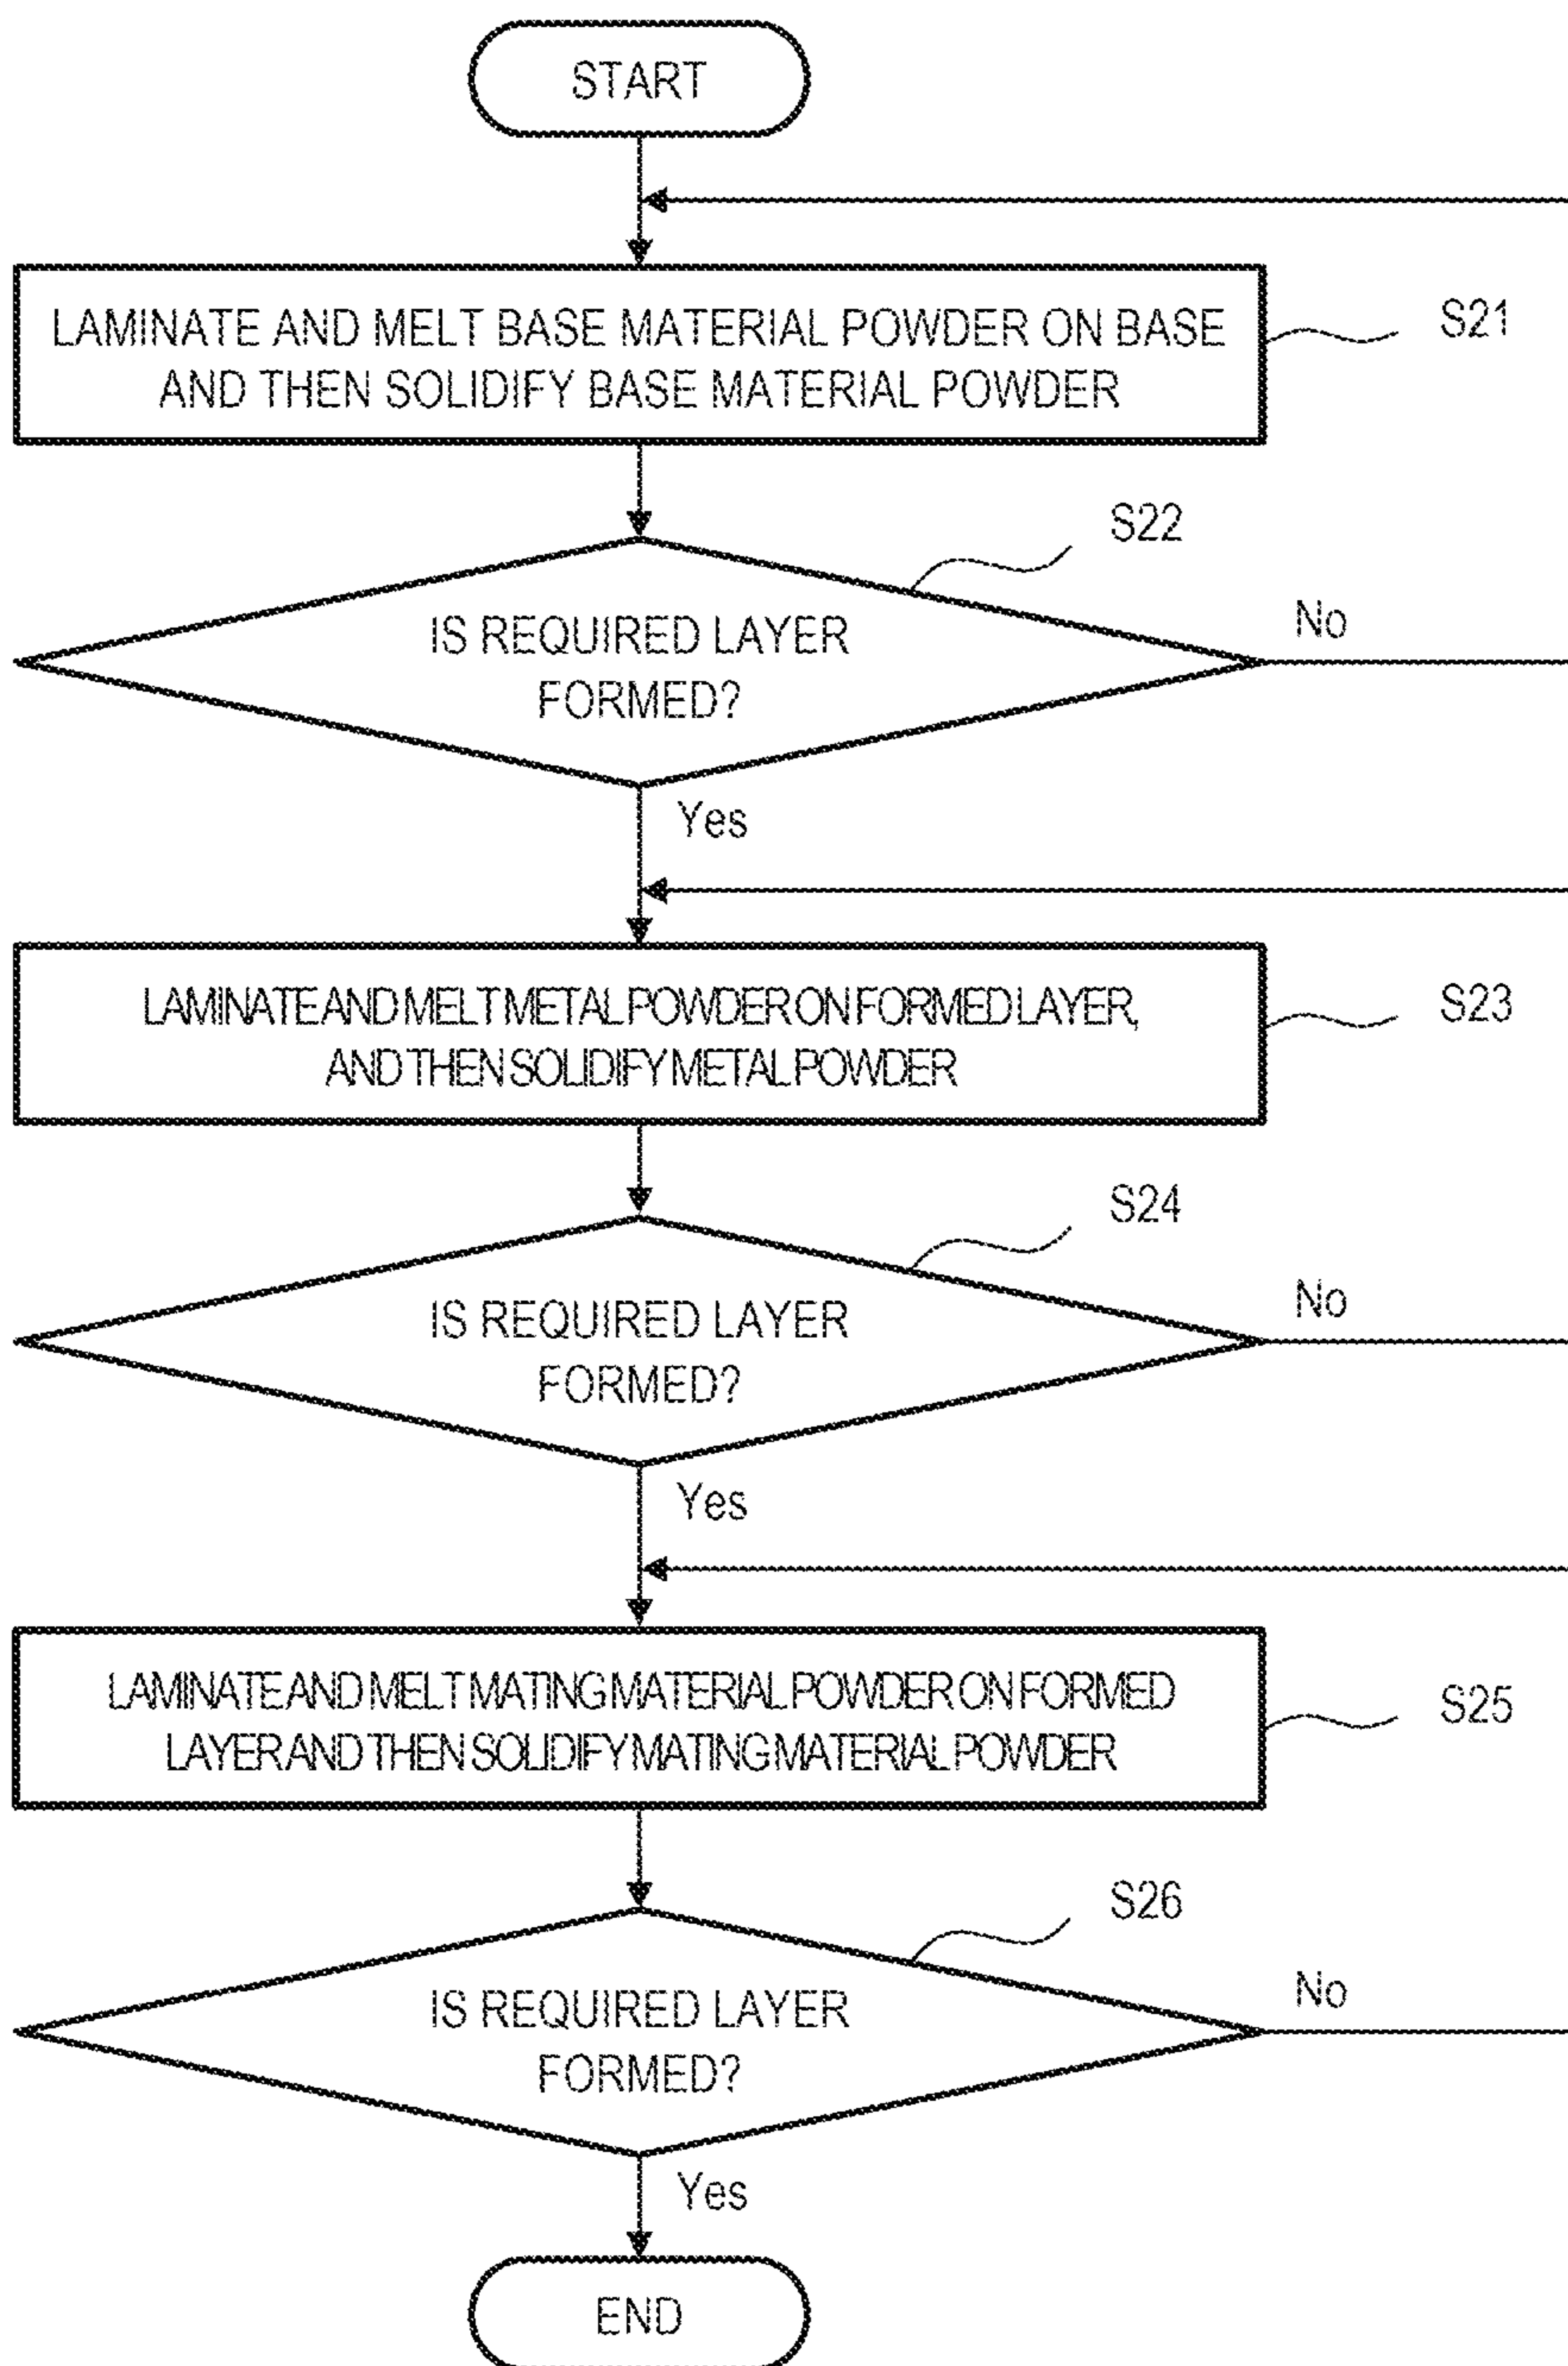 START
LAMINATE AND MELT BASE MATERIAL POWDER ON BASE
AND THEN SOLIDIFY BASE MATERIAL POWDER
S21
S22
IS REQUIRED LAYER
FORMED?
No
Yes
LAMINATE AND MELT METAL POWDER ON FORMED LAYER,
AND THEN SOLIDIFY METAL POWDER
S23
S24
IS REQUIRED LAYER
FORMED?
No
Yes
LAMINATE AND MELT MATING MATERIAL POWDER ON FORMED
LAYER AND THEN SOLIDIFY MATING MATERIAL POWDER
S25
S26
IS REQUIRED LAYER
FORMED?
No
Yes
END